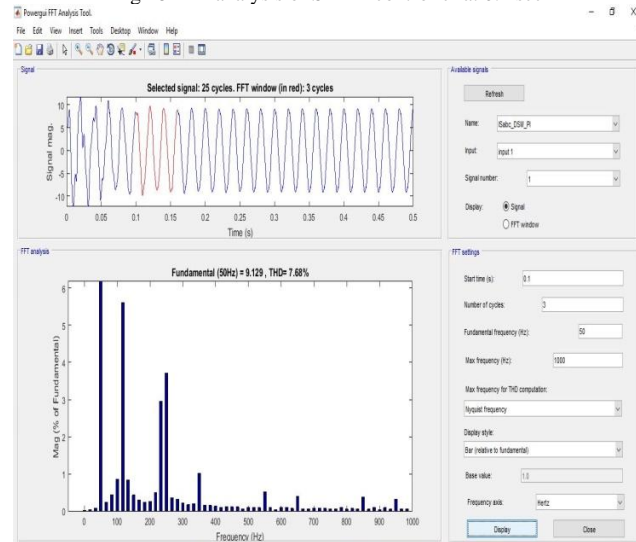 Powergui FFT Analysis Tool.
File Edit View Insert Tools Desktop Window Help
Signal
Selected signal: 25 cycles. FFT window (in red): 3 cycles
Signal mag.
10
5
0
-5
-10
0 0.05 0.1 0.15 0.2 0.25 0.3 0.35 0.4 0.45 0.5
Time (s)
FFT analysis
Fundamental (50Hz) = 9.129 , THD= 7.68%
Mag (% of Fundamental)
6
5
4
3
2
1
0
0 100 200 300 400 500 600 700 800 900 1000
Frequency (Hz)
Available signals
Refresh
Name: ISabc_DSM_PI
Input: input 1
Signal number: 1
Display: Signal
FFT window
FFT settings
Start time (s): 0.1
Number of cycles: 3
Fundamental frequency (Hz): 50
Max frequency (Hz): 1000
Max frequency for THD computation:
Nyquist frequency
Display style:
Bar (relative to fundamental)
Base value: 1.0
Frequency axis: Hertz
Display Close